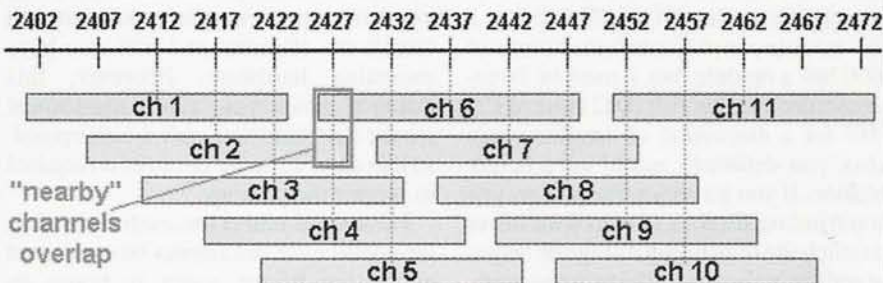 2402 2407 2412 2417 2422 2427 2432 2437 2442 2447 2452 2457 2462 2467 2472
ch 1 ch 6 ch 11
ch 2 ch 7
ch 3 ch 8
"nearby"
channels
overlap
ch 4 ch 9
ch 5 ch 10